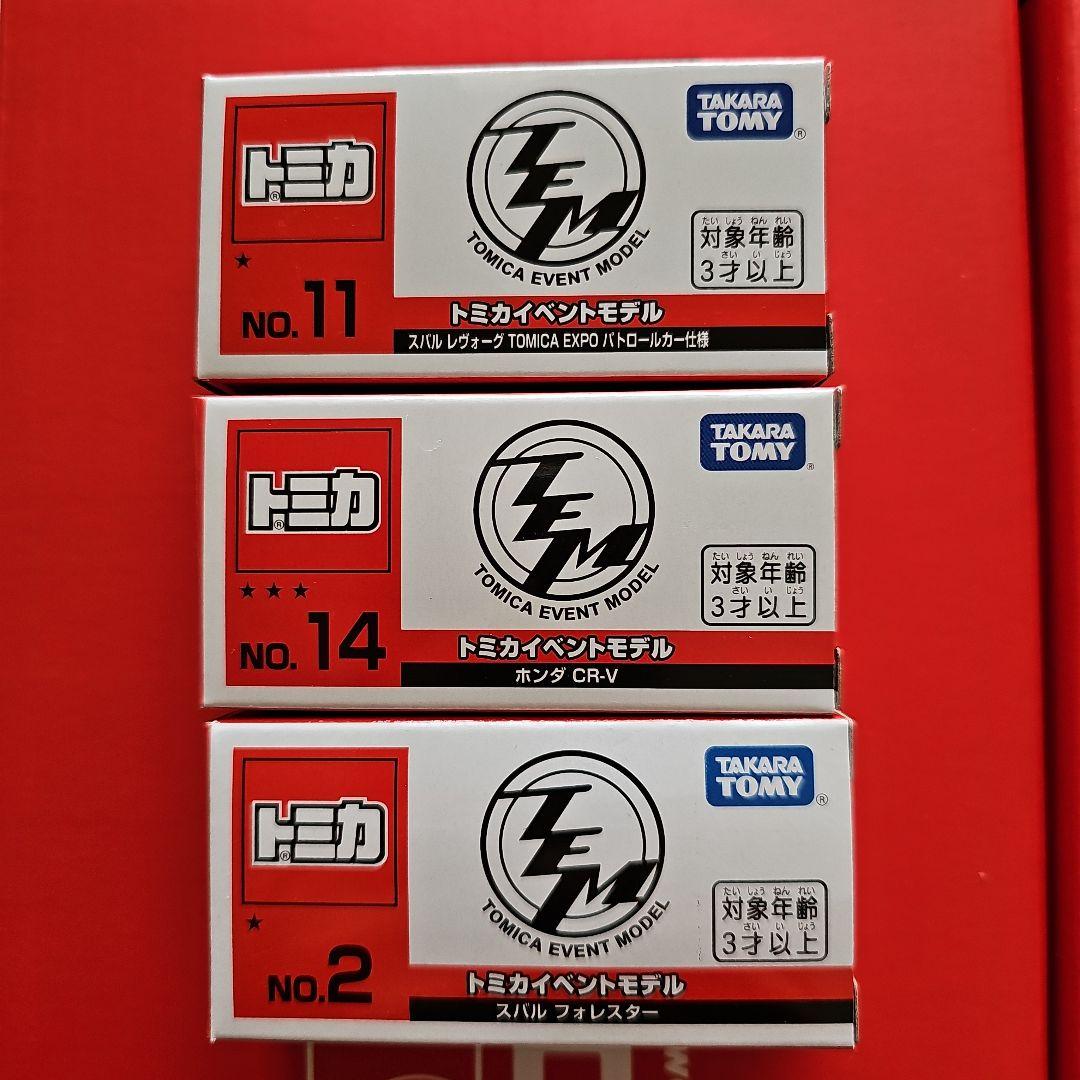 トミカ®
★
NO.11
TEM
TOMICA EVENT MODEL
TAKARA
TOMY®
たいしょうねんれい
対象年齢
さいいじょう
3才以上
トミカイベントモデル
スバル レヴォーグ TOMICA EXPO パトロールカー仕様
トミカ®
★★★
NO.14
TEM
TOMICA EVENT MODEL
TAKARA
TOMY®
たいしょうねんれい
対象年齢
さいいじょう
3才以上
トミカイベントモデル
ホンダ CR-V
トミカ®
★
NO.2
TEM
TOMICA EVENT MODEL
TAKARA
TOMY®
たいしょうねんれい
対象年齢
さいいじょう
3才以上
トミカイベントモデル
スバル フォレスター